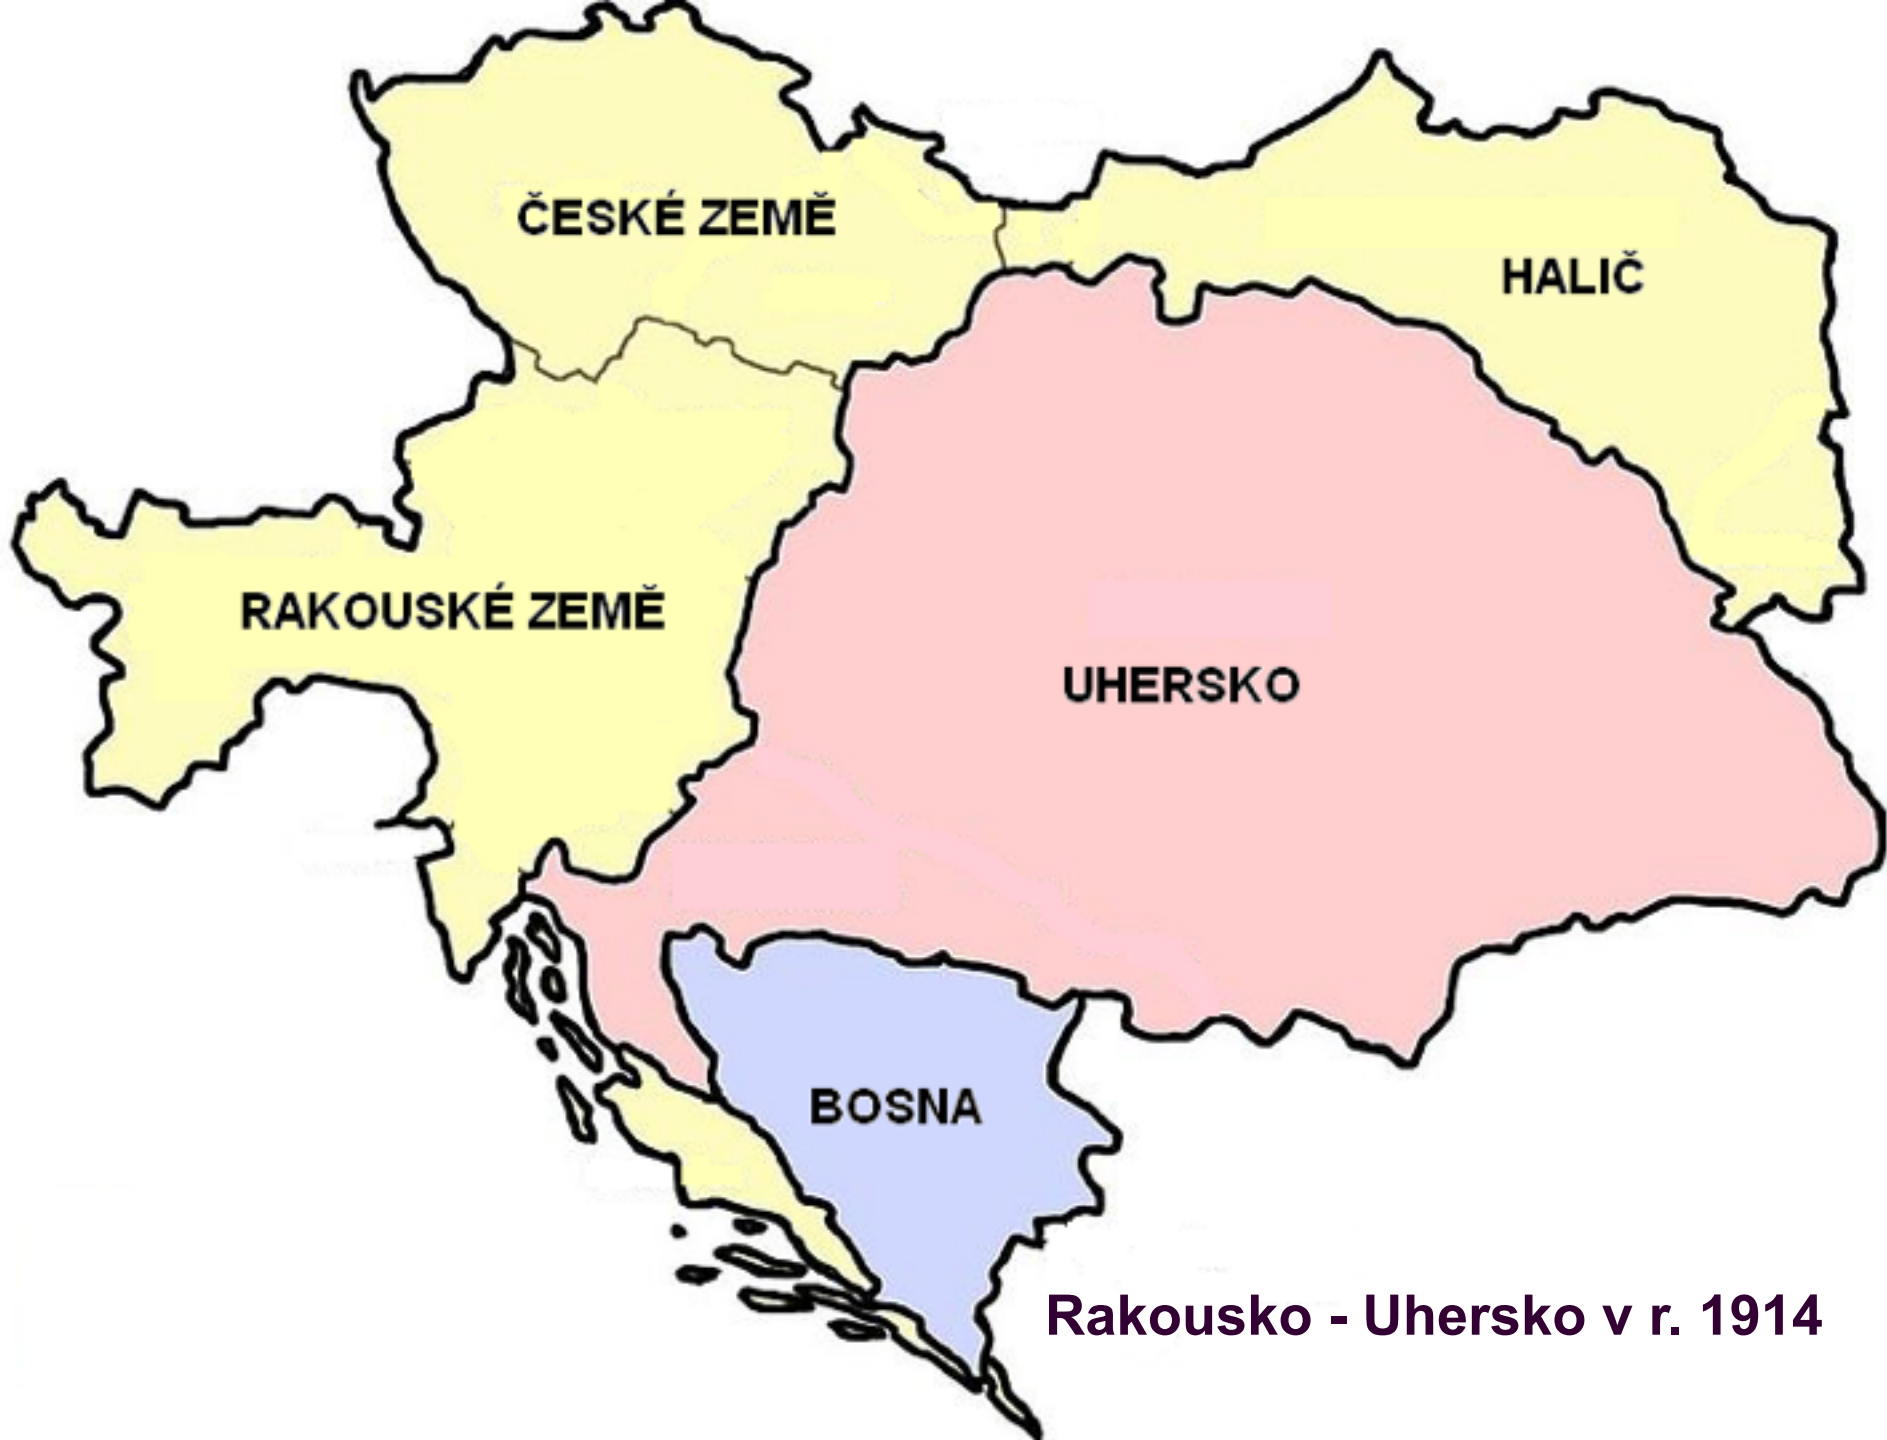 ČESKÉ ZEMĚ
HALIČ
RAKOUSKÉ ZEMĚ
UHERSKO
BOSNA
Rakousko - Uhersko v r. 1914